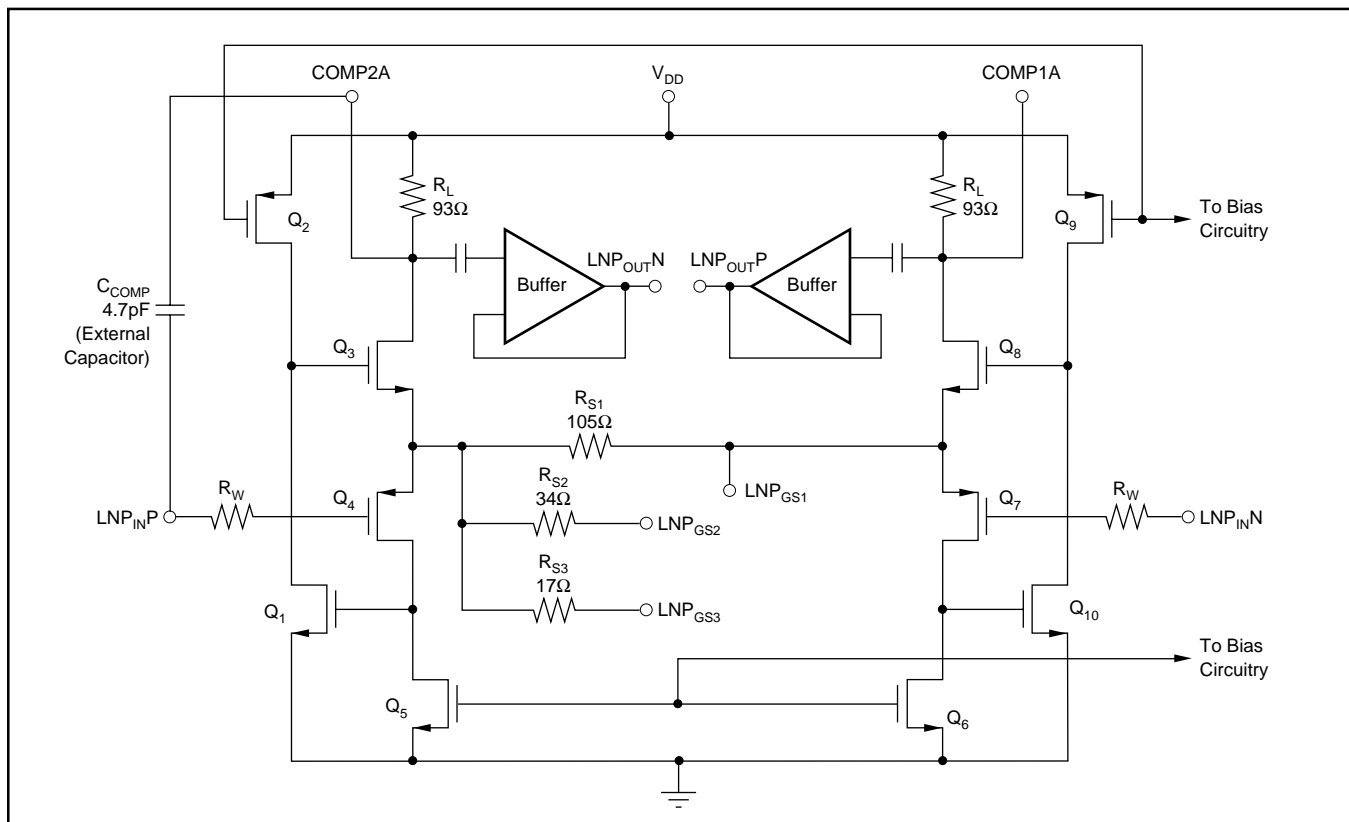 COMP2A
V_DD
COMP1A
R_L
93Ω
R_L
93Ω
Q_2
Q_9
To Bias
Circuitry
LNP_OUTN
LNP_OUTP
Buffer
Buffer
C_COMP
4.7pF
(External
Capacitor)
Q_3
Q_8
R_S1
105Ω
R_W
Q_4
R_S2
34Ω
LNP_GS1
Q_7
R_W
LNP_INP
LNP_GS2
LNP_INN
R_S3
17Ω
Q_1
LNP_GS3
Q_10
To Bias
Circuitry
Q_5
Q_6